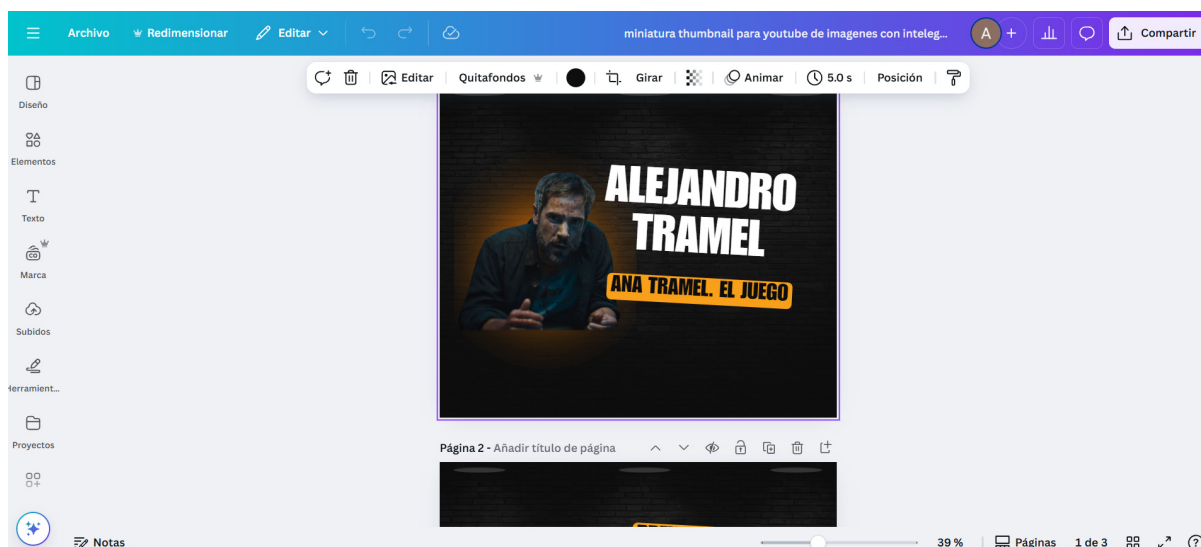 Archivo
Redimensionar
Editar
miniatura thumbnail para youtube de imagenes con inteleg...
A
Compartir
Editar
Quitafondos
Girar
Animar
5.0 s
Posición
Diseño
Elementos
Texto
Marca
Subidos
Herramient...
Proyectos
ALEJANDRO
TRAMEL
ANA TRAMEL. EL JUEGO
Página 2 - Añadir título de página
Notas
39 %
Páginas
1 de 3